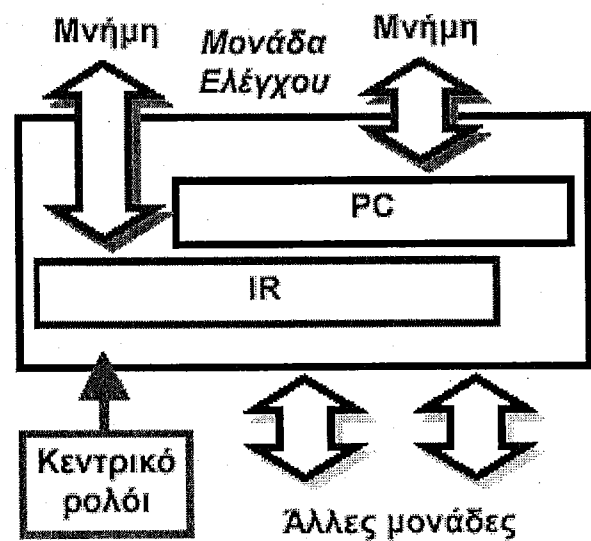 Μνήμη
Μονάδα
Ελέγχου
Μνήμη
PC
IR
Κεντρικό
ρολόι
Άλλες μονάδες